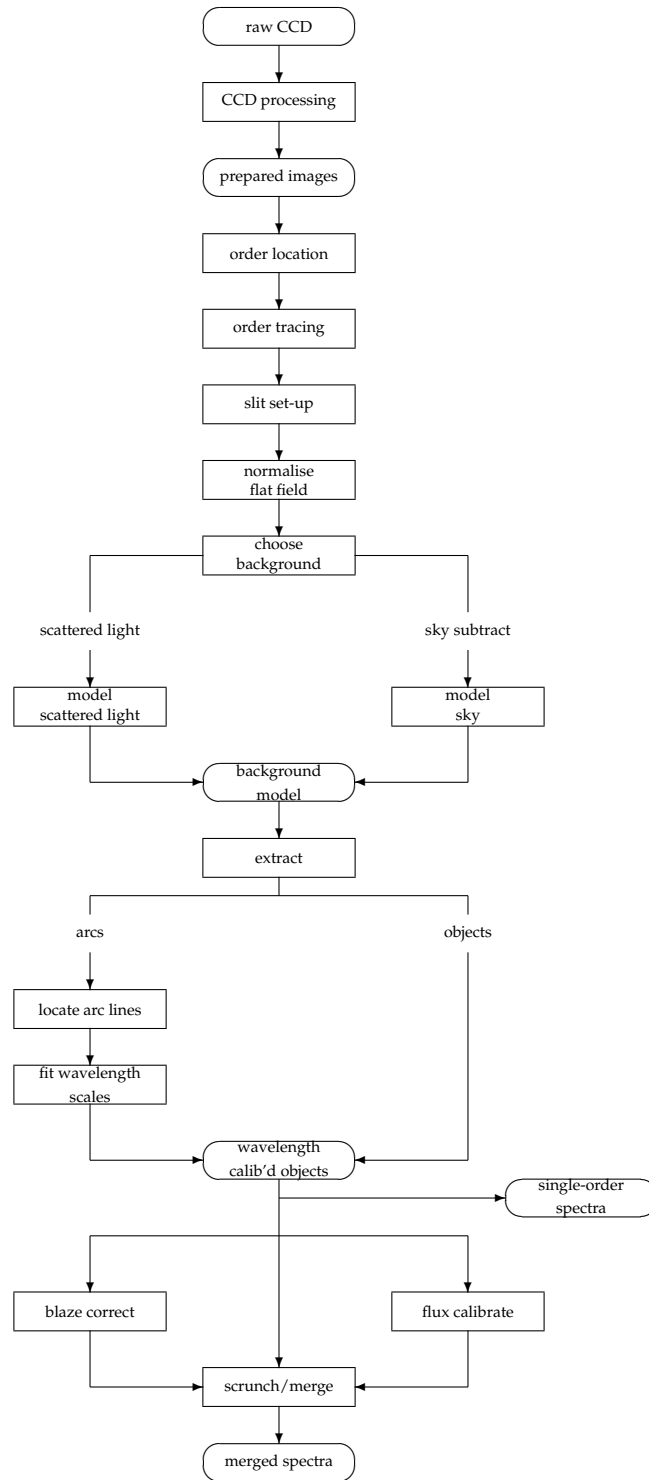 raw CCD
CCD processing
prepared images
order location
order tracing
slit set-up
normalise
flat field
choose
background
scattered light
sky subtract
model
scattered light
model
sky
background
model
extract
arcs
objects
locate arc lines
fit wavelength
scales
wavelength
calib'd objects
single-order
spectra
blaze correct
flux calibrate
scrunch/merge
merged spectra